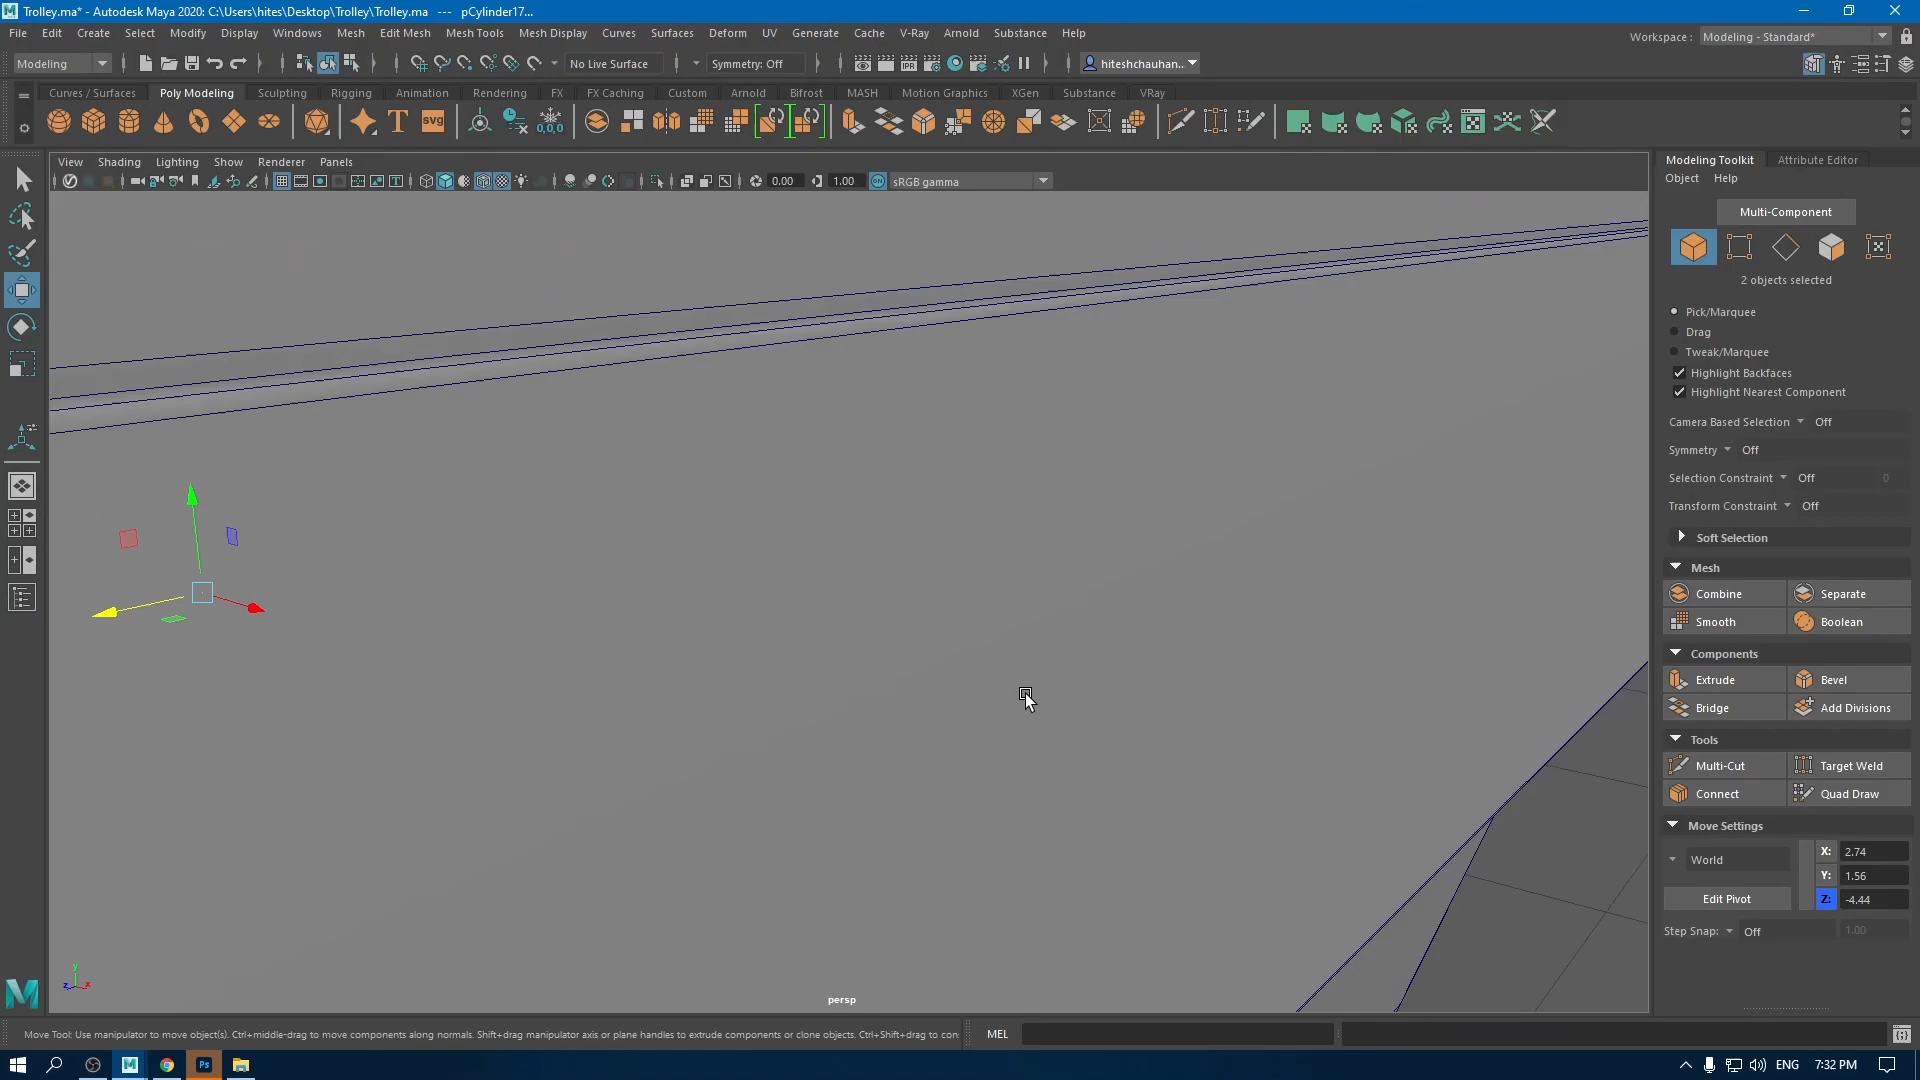 Trolley.ma* - Autodesk Maya 2020: C:\Users\hites\Desktop\Trolley\Trolley.ma   ---   pCylinder17...
File Edit Create Select Modify Display Windows Mesh Edit Mesh Mesh Tools Mesh Display Curves Surfaces Deform UV Generate Cache V-Ray Arnold Substance Help
Workspace : Modeling - Standard*
Modeling No Live Surface Symmetry: Off hiteshchauhan...
Curves / Surfaces Poly Modeling Sculpting Rigging Animation Rendering FX FX Caching Custom Arnold Bifrost MASH Motion Graphics XGen Substance VRay
T SVG 0,0,0
View Shading Lighting Show Renderer Panels
0.00 1.00 ON sRGB gamma
Modeling Toolkit Attribute Editor
Object Help
Multi-Component
2 objects selected
Pick/Marquee
Drag
Tweak/Marquee
Highlight Backfaces
Highlight Nearest Component
Camera Based Selection Off
Symmetry Off
Selection Constraint Off 0
Transform Constraint Off
Soft Selection
Mesh
Combine Separate
Smooth Boolean
Components
Extrude Bevel
Bridge Add Divisions
Tools
Multi-Cut Target Weld
Connect Quad Draw
Move Settings
World
X: 2.74
Y: 1.56
Edit Pivot Z: -4.44
Step Snap: Off 1.00
y
z x
persp
Move Tool: Use manipulator to move object(s). Ctrl+middle-drag to move components along normals. Shift+drag manipulator axis or plane handles to extrude components or clone objects. Ctrl+Shift+drag to con
MEL
M Ps ENG 7:32 PM